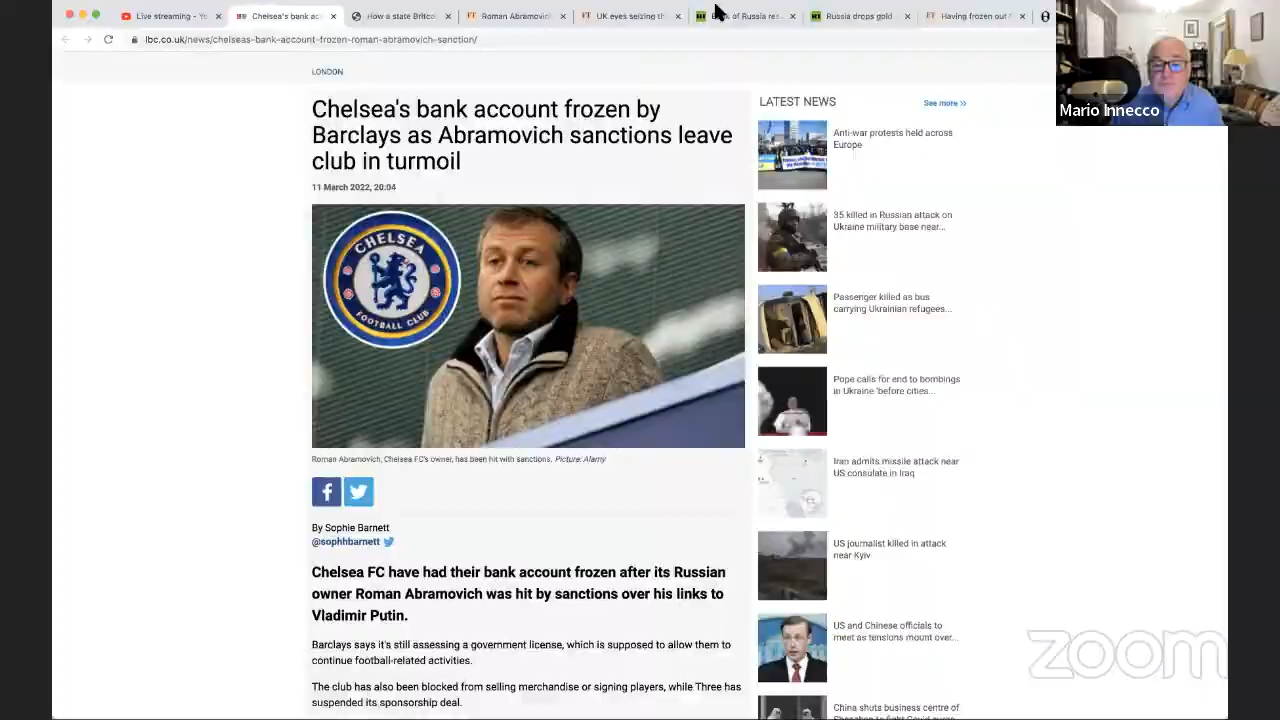 Live streaming - Y
Chelsea's bank ac
How a state Britco
Roman Abramovich
UK eyes seizing th
of Russia res
Russia drops gold
Having frozen out
lbc.co.uk/news/chelseas-bank-account-frozen-roman-abramovich-sanction/
Mario Innecco
LONDON
Chelsea's bank account frozen by
Barclays as Abramovich sanctions leave
club in turmoil
11 March 2022, 20:04
CHELSEA
FOOTBALL CLUB
Roman Abramovich, Chelsea FC's owner, has been hit with sanctions. Picture: Alamy
By Sophie Barnett
@sophhbarnett
Chelsea FC have had their bank account frozen after its Russian
owner Roman Abramovich was hit by sanctions over his links to
Vladimir Putin.
Barclays says it's still assessing a government license, which is supposed to allow them to
continue football-related activities.
The club has also been blocked from selling merchandise or signing players, while Three has
suspended its sponsorship deal.
LATEST NEWS
See more
Anti-war protests held across
Europe
35 killed in Russian attack on
Ukraine military base near...
Passenger killed as bus
carrying Ukrainian refugees...
Pope calls for end to bombings
in Ukraine 'before cities...
Iran admits missile attack near
US consulate in Iraq
US journalist killed in attack
near Kyiv
US and Chinese officials to
meet as tensions mount over...
China shuts business centre of
zoom